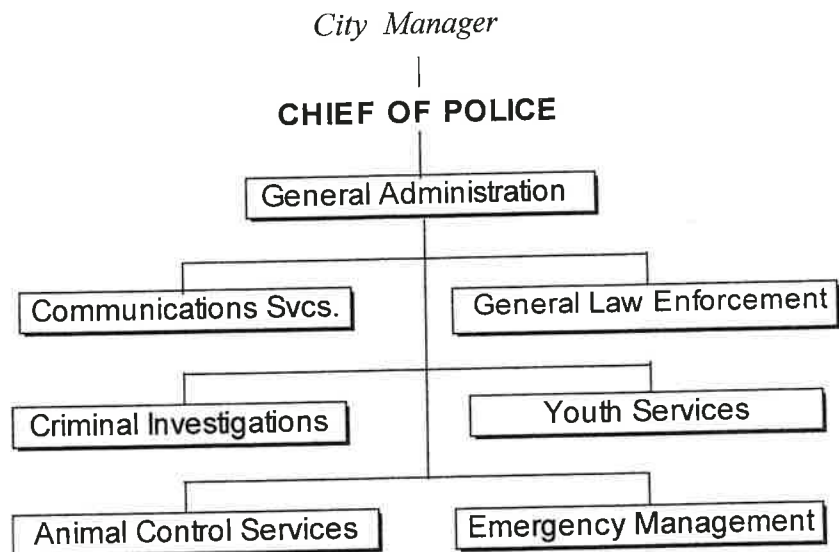 City Manager
CHIEF OF POLICE
General Administration
Communications Svcs.
General Law Enforcement
Criminal Investigations
Youth Services
Animal Control Services
Emergency Management